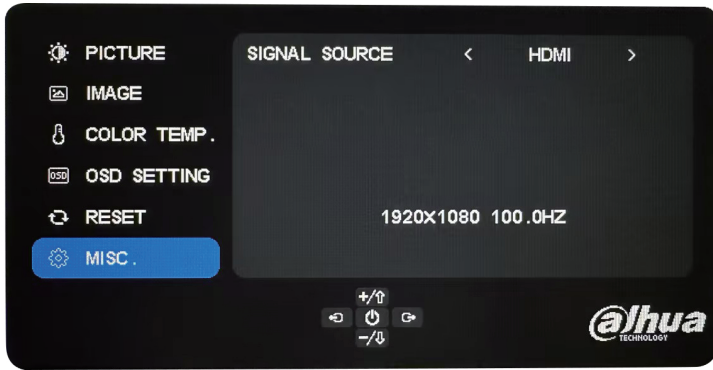 PICTURE
SIGNAL SOURCE < HDMI >
IMAGE
COLOR TEMP.
OSD OSD SETTING
RESET
1920X1080 100.0HZ
MISC.
+/⇧
-/⇩
alhua
TECHNOLOGY